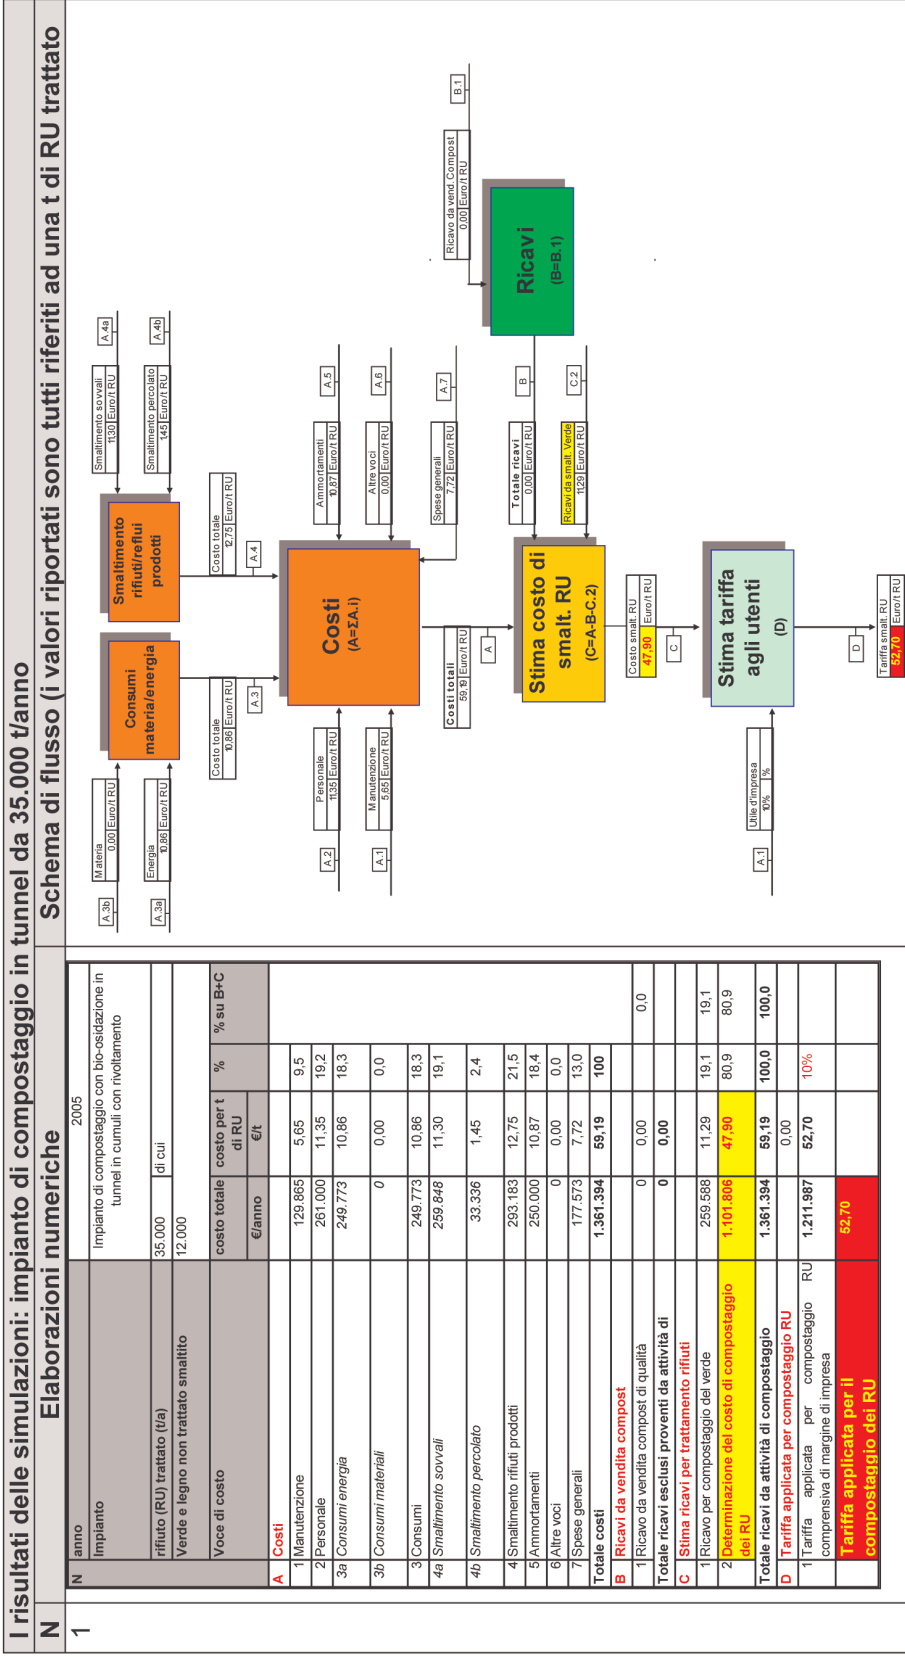 I risultati delle simulazioni: impianto di compostaggio in tunnel da 35.000 t/anno
N Elaborazioni numeriche Schema di flusso (i valori riportati sono tutti riferiti ad una t di RU trattato
1
N anno 2005
Impianto Impianto di compostaggio con bio-osidazione in
tunnel in cumuli con rivoltamento
rifiuto (RU) trattato (t/a) 35.000 di cui
Verde e legno non trattato smaltito 12.000
Voce di costo costo totale costo per t % % su B+C
di RU
€/anno €/t
A Costi
1 Manutenzione 129.865 5,65 9,5
2 Personale 261.000 11,35 19,2
3a Consumi energia 249.773 10,86 18,3
3b Consumi materiali 0 0,00 0,0
3 Consumi 249.773 10,86 18,3
4a Smaltimento sovvali 259.848 11,30 19,1
4b Smaltimento percolato 33.336 1,45 2,4
4 Smaltimento rifiuti prodotti 293.183 12,75 21,5
5 Ammortamenti 250.000 10,87 18,4
6 Altre voci 0 0,00 0,0
7 Spese generali 177.573 7,72 13,0
Totale costi 1.361.394 59,19 100
B Ricavi da vendita compost
1 Ricavo da vendita compost di qualità 0 0,00 0,0
Totale ricavi esclusi proventi da attività di 0 0,00
C Stima ricavi per trattamento rifiuti
1 Ricavo per compostaggio del verde 259.588 11,29 19,1 19,1
2 Determinazione del costo di compostaggio 1.101.806 47,90 80,9 80,9
dei RU
Totale ricavi da attività di compostaggio 1.361.394 59,19 100,0 100,0
D Tariffa applicata per compostaggio RU 0,00
1 Tariffa applicata per compostaggio RU 1.211.987 52,70 10%
comprensiva di margine di impresa
Tariffa applicata per il 52,70
compostaggio dei RU
A.3b
Materia
0,00 Euro/t RU
A.3a
Energia
10,86 Euro/t RU
Consumi
materia/energia
Smaltimento
rifiuti/reflui
prodotti
Smaltimento sovvali
11,30 Euro/t RU
A.4a
Smaltimento percolato
1,45 Euro/t RU
A.4b
Costo totale
10,86 Euro/t RU
A.3
Costo totale
12,75 Euro/t RU
A.4
A.2
Personale
11,35 Euro/t RU
A.1
Manutenzione
5,65 Euro/t RU
Costi
(A=ΣA.i)
Ammortamenti
10,87 Euro/t RU
A.5
Altre voci
0,00 Euro/t RU
A.6
Spese generali
7,72 Euro/t RU
A.7
Ricavo da vend. Compost
0,00 Euro/t RU
B.1
Costi totali
59,19 Euro/t RU
A
Ricavi
(B=B.1)
Totale ricavi
0,00 Euro/t RU
B
Ricavi da smalt. Verde
11,29 Euro/t RU
C.2
Stima costo di
smalt. RU
(C=A-B-C.2)
Costo smalt. RU
47,90 Euro/t RU
C
A.1
Utile d'impresa
10% %
Stima tariffa
agli utenti
(D)
D
Tariffa smalt. RU
52,70 Euro/t RU